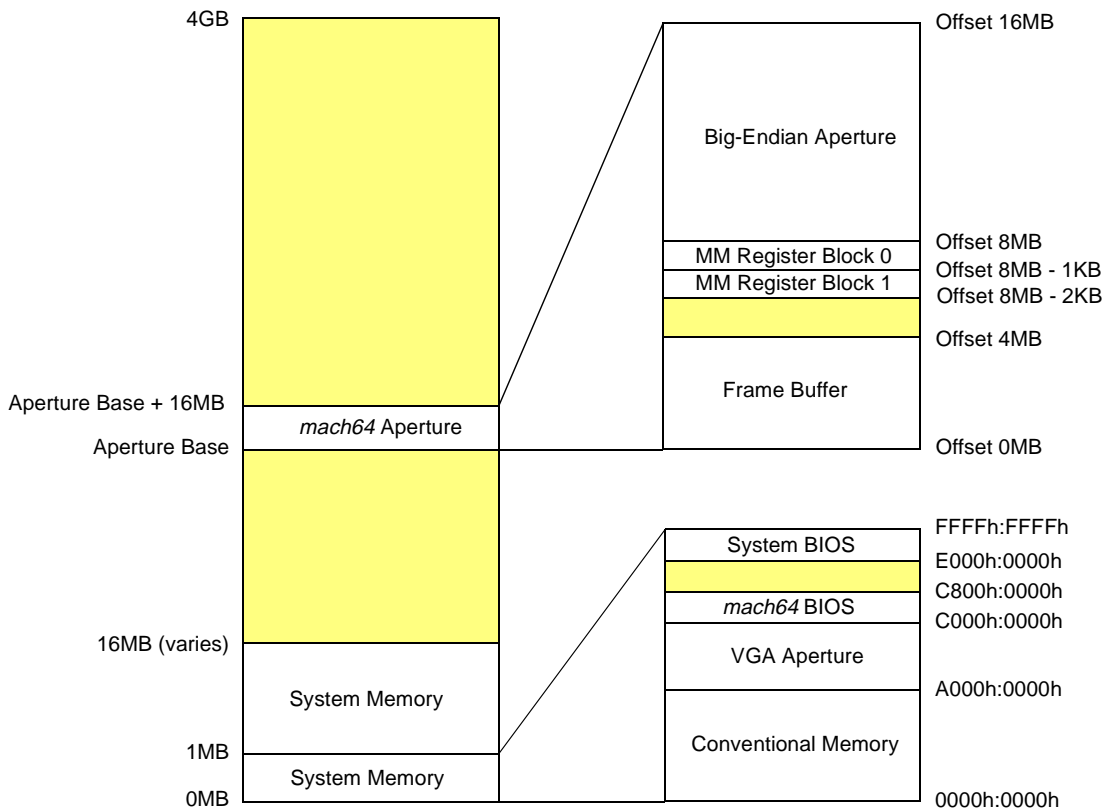 4GB
Aperture Base + 16MB
mach64 Aperture
Aperture Base
16MB (varies)
System Memory
1MB
System Memory
0MB
Offset 16MB
Big-Endian Aperture
Offset 8MB
MM Register Block 0
Offset 8MB - 1KB
MM Register Block 1
Offset 8MB - 2KB
Offset 4MB
Frame Buffer
Offset 0MB
FFFFh:FFFFh
System BIOS
E000h:0000h
C800h:0000h
mach64 BIOS
C000h:0000h
VGA Aperture
A000h:0000h
Conventional Memory
0000h:0000h